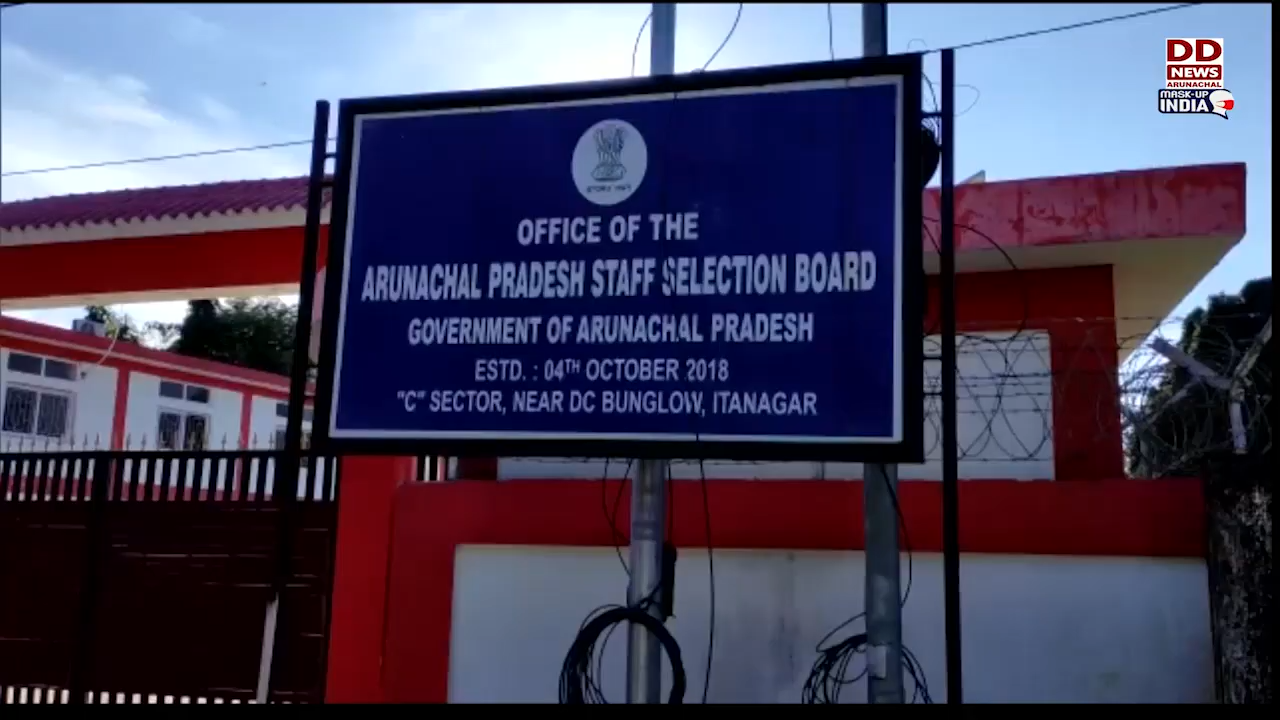 DD
NEWS
ARUNACHAL
MASK-UP
INDIA
OFFICE OF THE
ARUNACHAL PRADESH STAFF SELECTION BOARD
GOVERNMENT OF ARUNACHAL PRADESH
ESTD. : 04TH OCTOBER 2018
"C" SECTOR, NEAR DC BUNGLOW, ITANAGAR